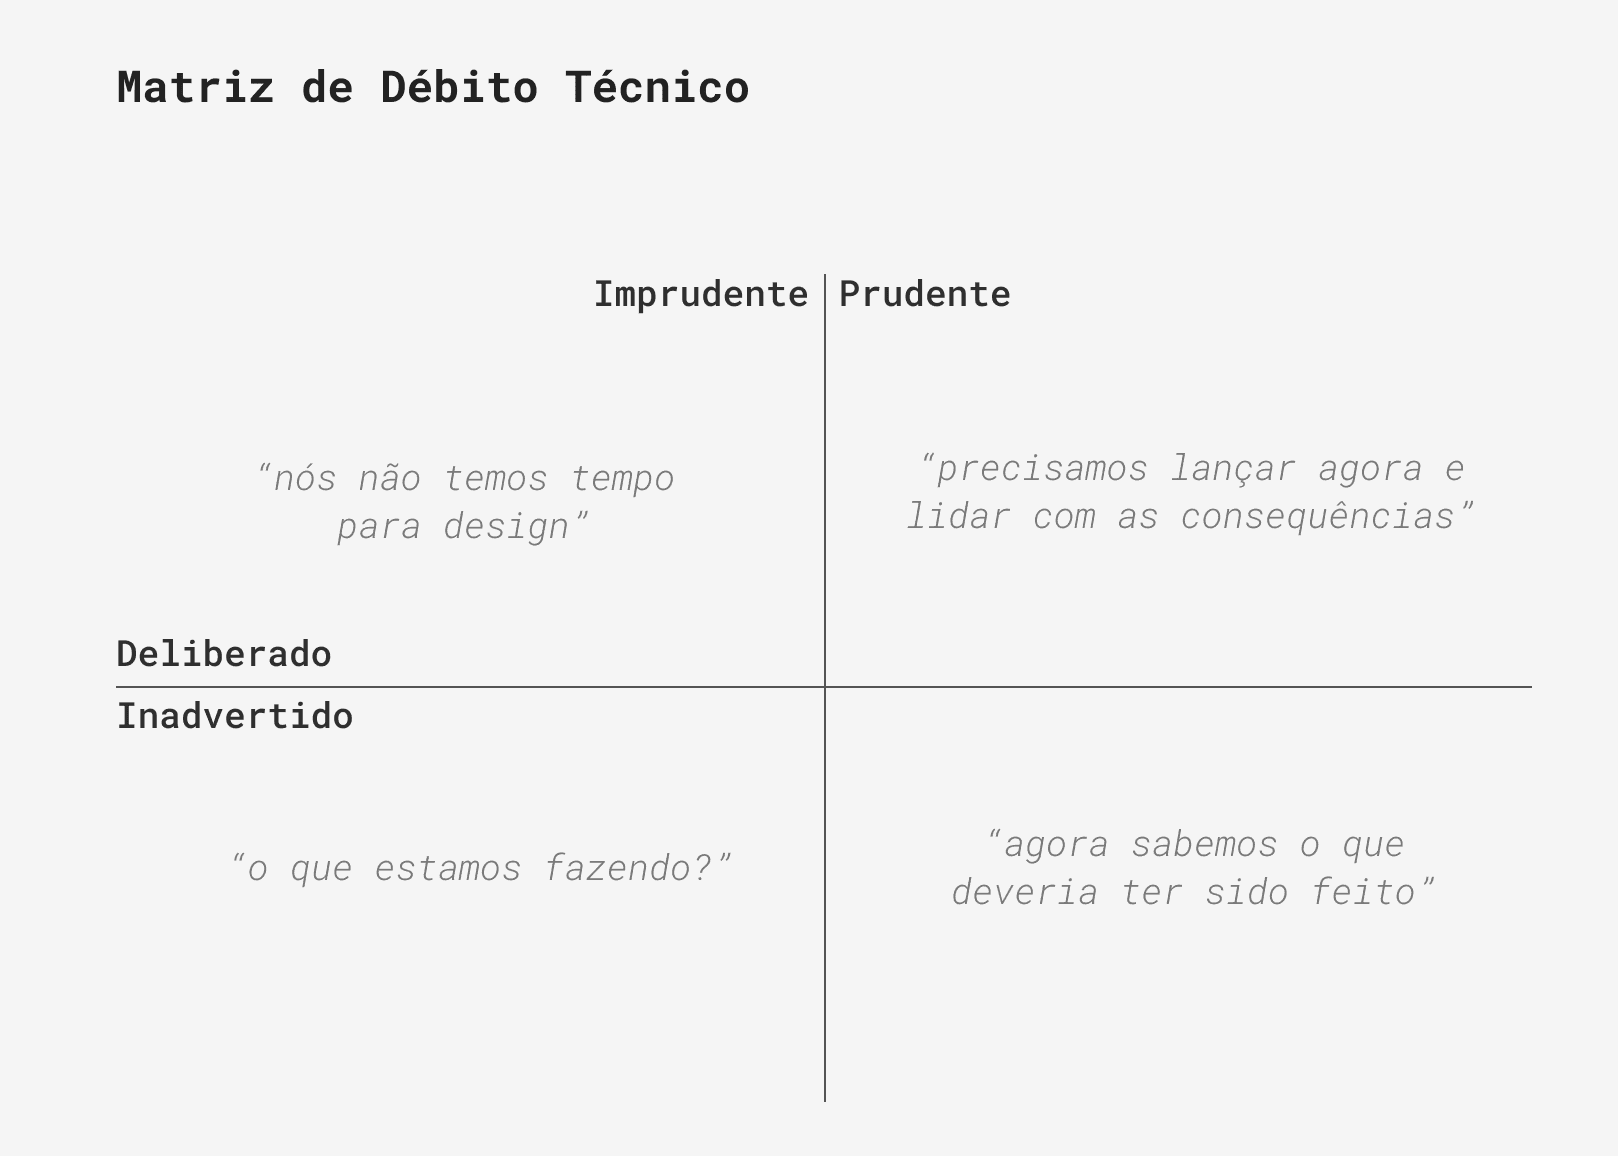 Matriz de Débito Técnico
Imprudente
Prudente
“nós não temos tempo
para design”
“precisamos lançar agora e
lidar com as consequências”
Deliberado
Inadvertido
“o que estamos fazendo?”
“agora sabemos o que
deveria ter sido feito”